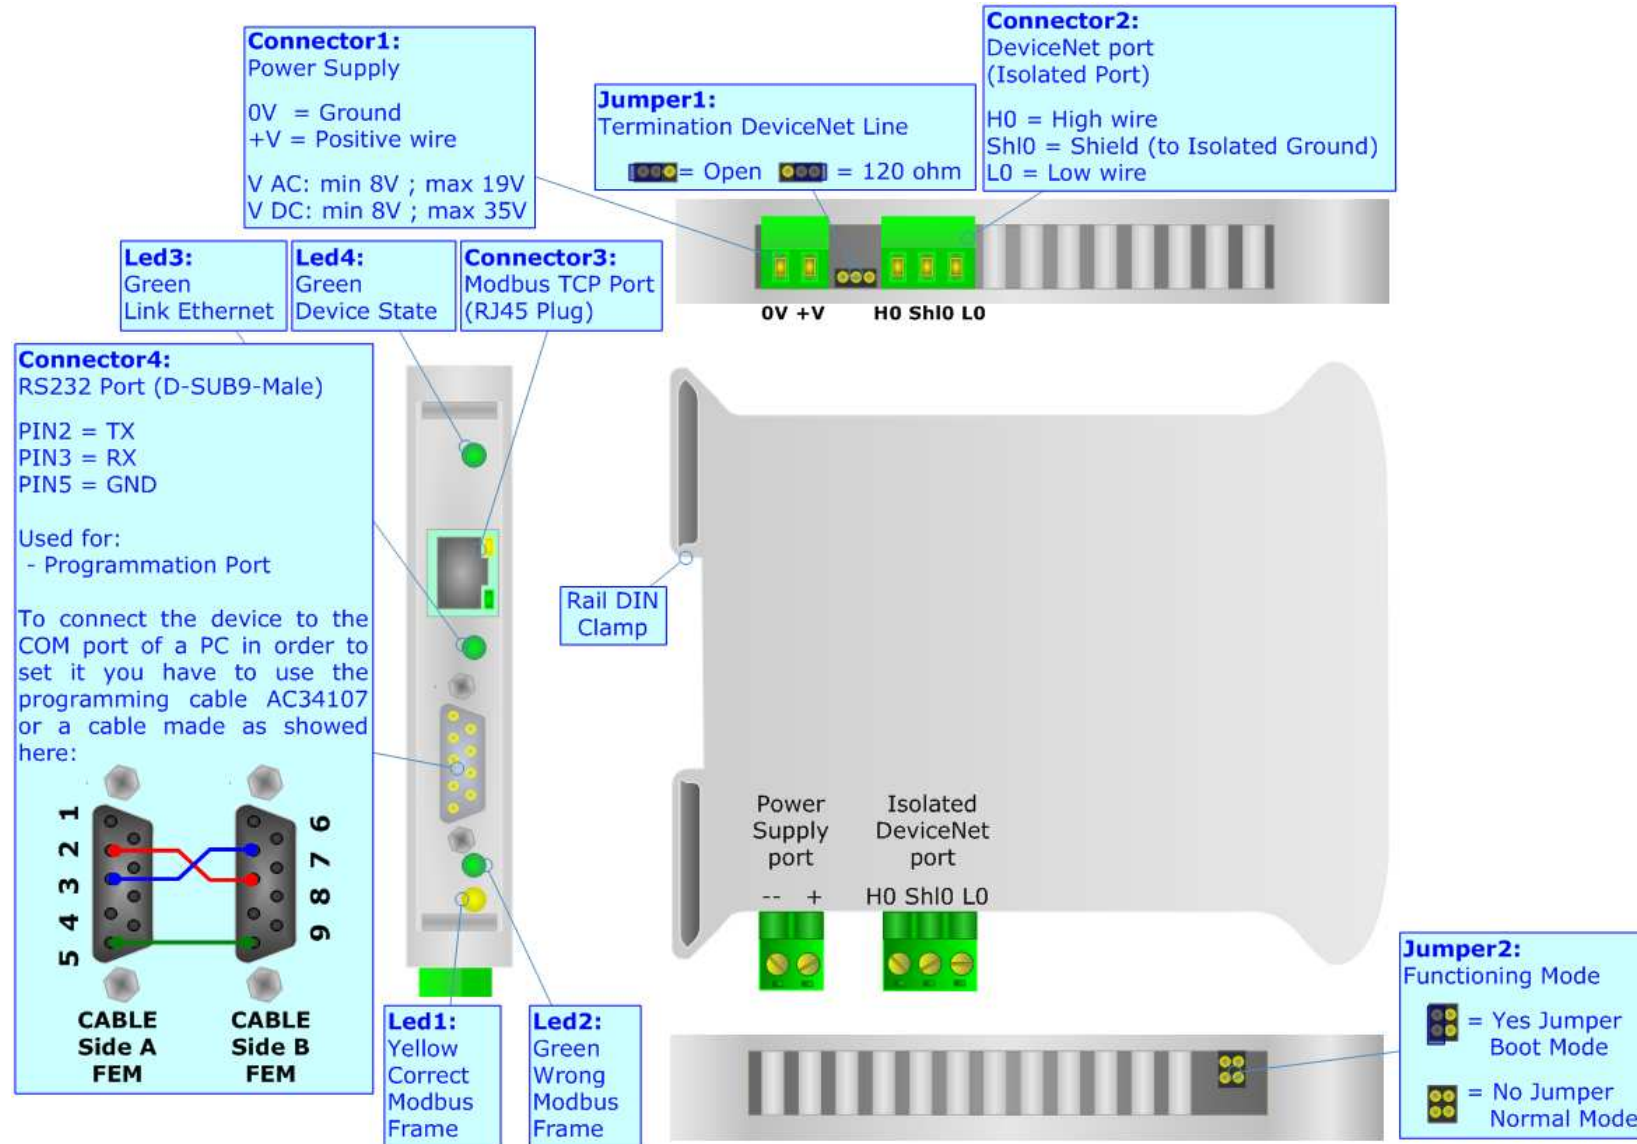 Connector1:
Power Supply
0V = Ground
+V = Positive wire
V AC: min 8V ; max 19V
V DC: min 8V ; max 35V
Jumper1:
Termination DeviceNet Line
= Open = 120 ohm
Connector2:
DeviceNet port
(Isolated Port)
H0 = High wire
Shl0 = Shield (to Isolated Ground)
L0 = Low wire
0V +V H0 Shl0 L0
Led3:
Green
Link Ethernet
Led4:
Green
Device State
Connector3:
Modbus TCP Port
(RJ45 Plug)
Connector4:
RS232 Port (D-SUB9-Male)
PIN2 = TX
PIN3 = RX
PIN5 = GND
Used for:
- Programmation Port
To connect the device to the
COM port of a PC in order to
set it you have to use the
programming cable AC34107
or a cable made as showed
here:
1
2
3
4
5
6
7
8
9
CABLE
Side A
FEM
CABLE
Side B
FEM
Rail DIN
Clamp
Power
Supply
port
-- +
Isolated
DeviceNet
port
H0 Shl0 L0
Led1:
Yellow
Correct
Modbus
Frame
Led2:
Green
Wrong
Modbus
Frame
Jumper2:
Functioning Mode
= Yes Jumper
Boot Mode
= No Jumper
Normal Mode